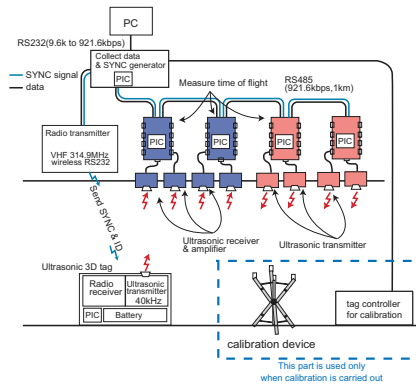 PC
RS232(9.6k to 921.6kbps)
Collect data
& SYNC generator
PIC
SYNC signal
data
Measure time of flight
RS485
(921.6kbps,1km)
PIC
PIC
PIC
PIC
Radio transmitter
VHF 314.9MHz
wireless RS232
Send SYNC & ID
Ultrasonic receiver
& amplifier
Ultrasonic transmitter
Ultrasonic 3D tag
Radio
receiver
Ultrasonic
transmitter
40kHz
PIC
Battery
tag controller
for calibration
calibration device
This part is used only
when calibration is carried out